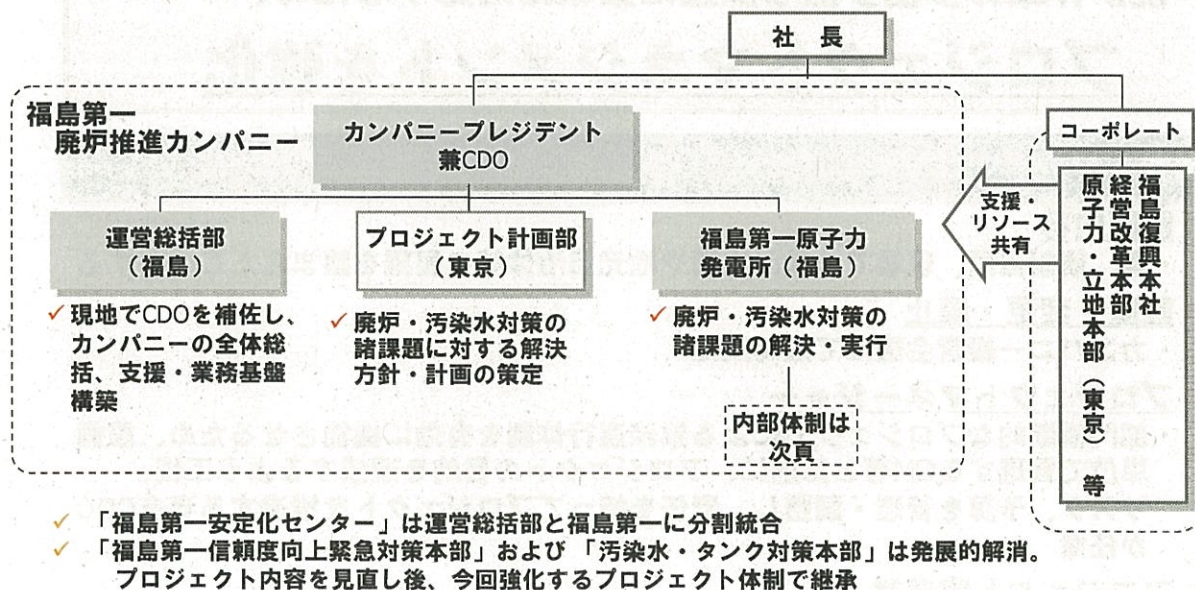 社 長
福島第一
廃炉推進カンパニー
カンパニープレジデント
兼CDO
コーポレート
運営総括部
（福島）
プロジェクト計画部
（東京）
福島第一原子力
発電所（福島）
支援・
リソース
共有
福島復興本社
経営改革本部
原子力・立地本部（東京） 等
✓ 現地でCDOを補佐し、
カンパニーの全体総
括、支援・業務基盤
構築
✓ 廃炉・汚染水対策の
諸課題に対する解決
方針・計画の策定
✓ 廃炉・汚染水対策の
諸課題の解決・実行
内部体制は
次頁
✓ 「福島第一安定化センター」は運営総括部と福島第一に分割統合
✓ 「福島第一信頼度向上緊急対策本部」および「汚染水・タンク対策本部」は発展的解消。
プロジェクト内容を見直し後、今回強化するプロジェクト体制で継承